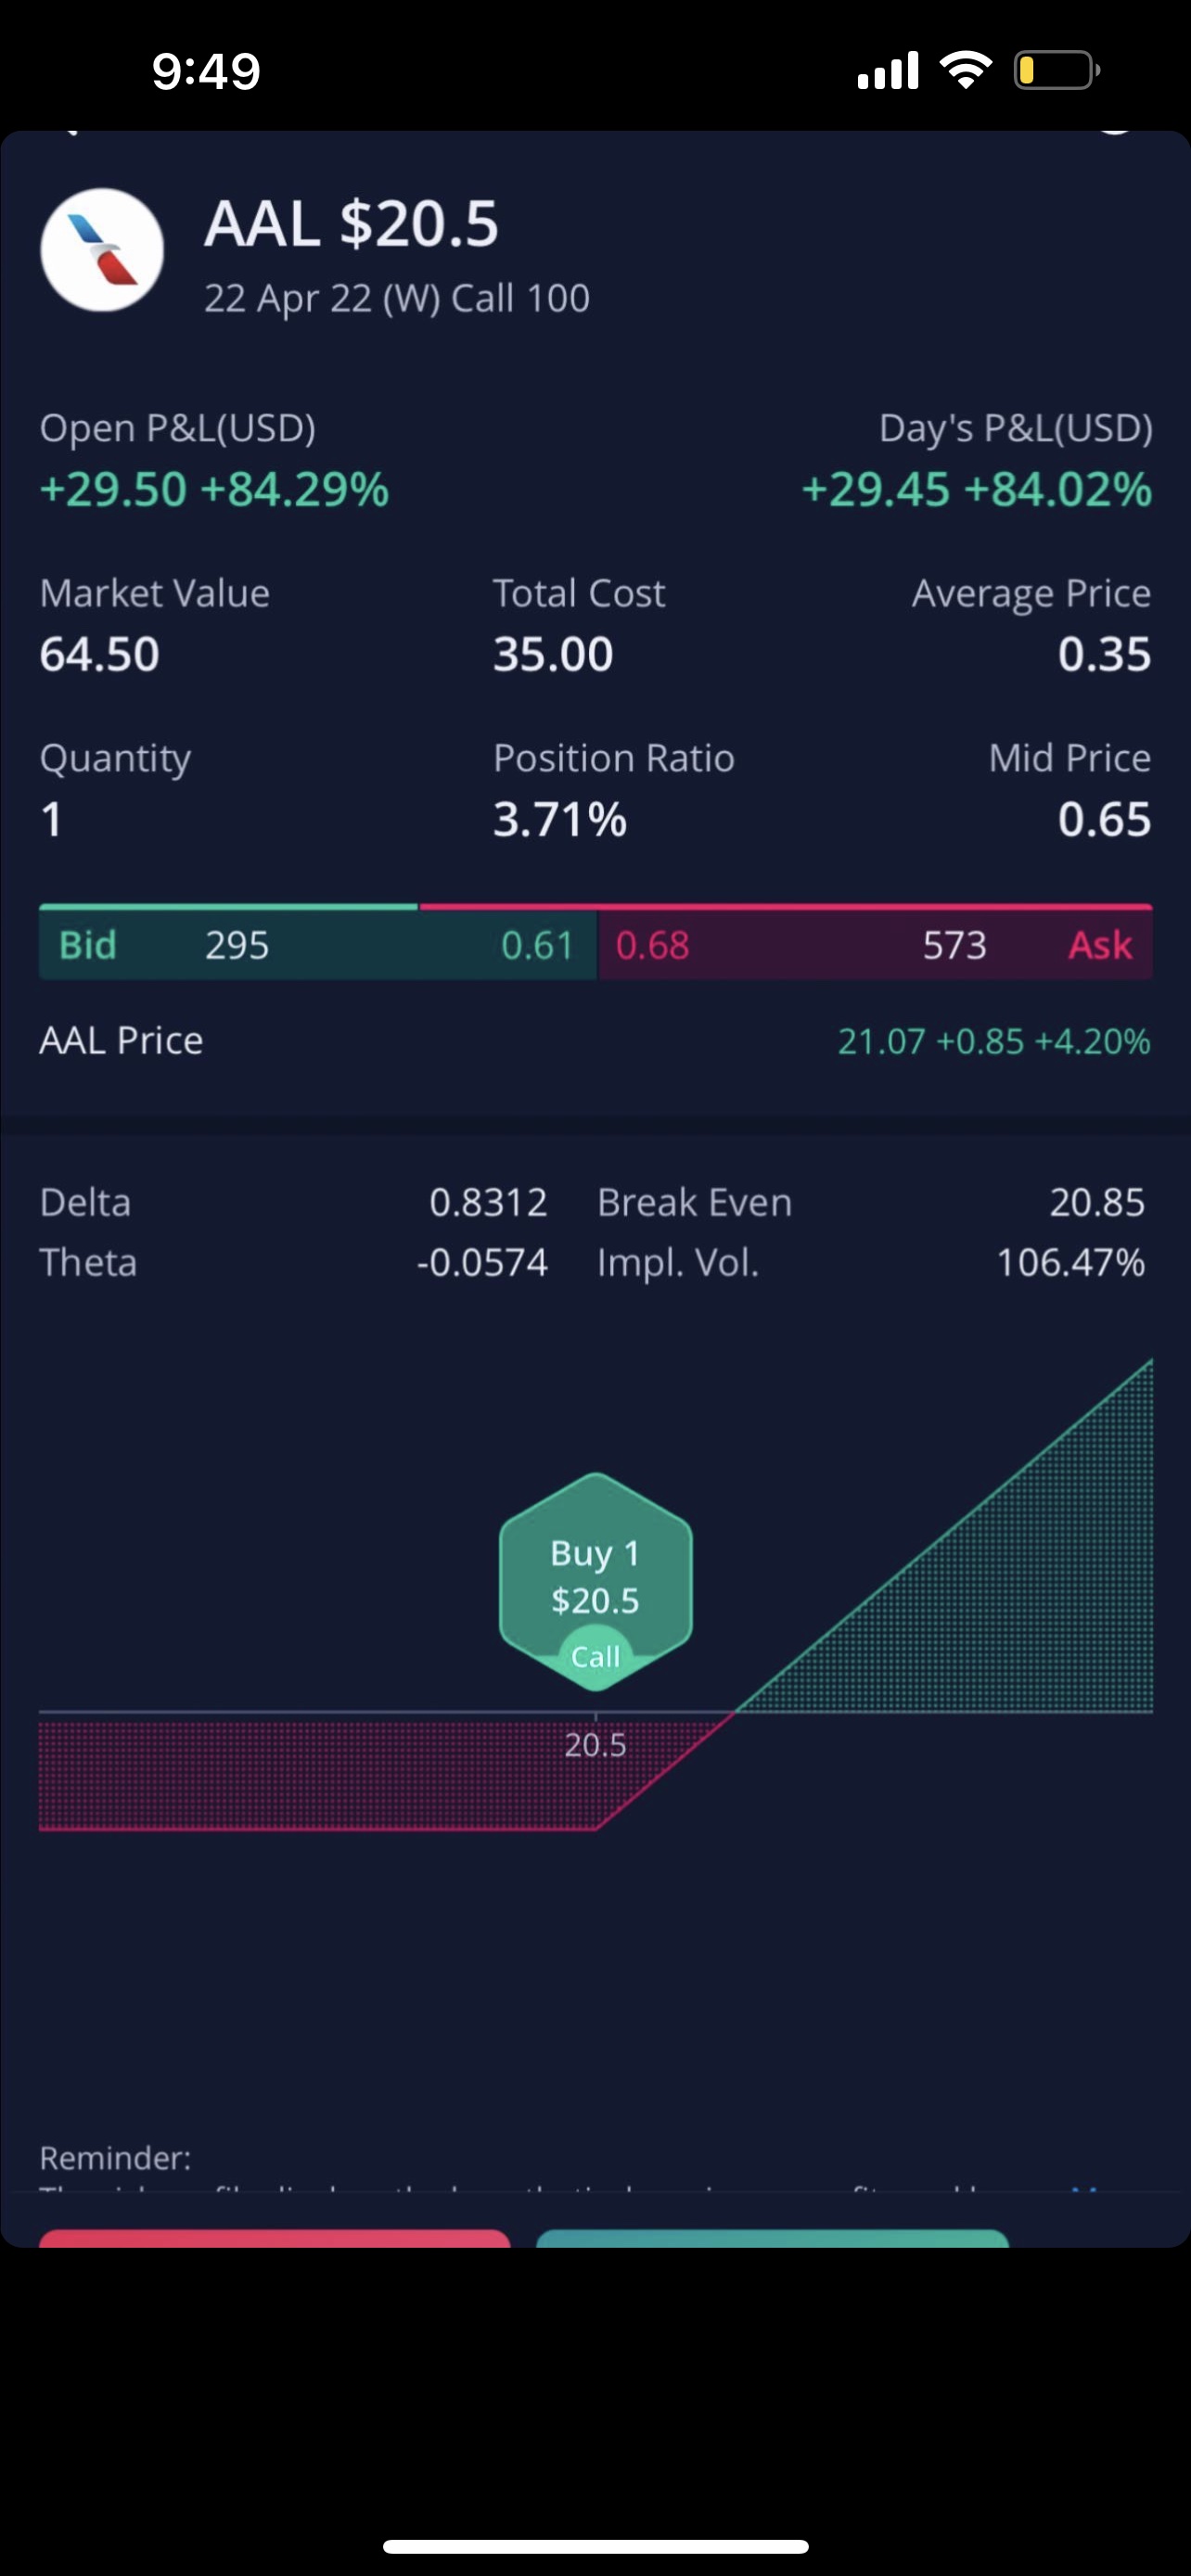 9:49
AAL $20.5
22 Apr 22 (W) Call 100
Open P&L(USD) Day's P&L(USD)
+29.50 +84.29% +29.45 +84.02%
Market Value Total Cost Average Price
64.50 35.00 0.35
Quantity Position Ratio Mid Price
1 3.71% 0.65
Bid 295 0.61 0.68 573 Ask
AAL Price 21.07 +0.85 +4.20%
Delta 0.8312 Break Even 20.85
Theta -0.0574 Impl. Vol. 106.47%
Buy 1
$20.5
Call
20.5
Reminder: